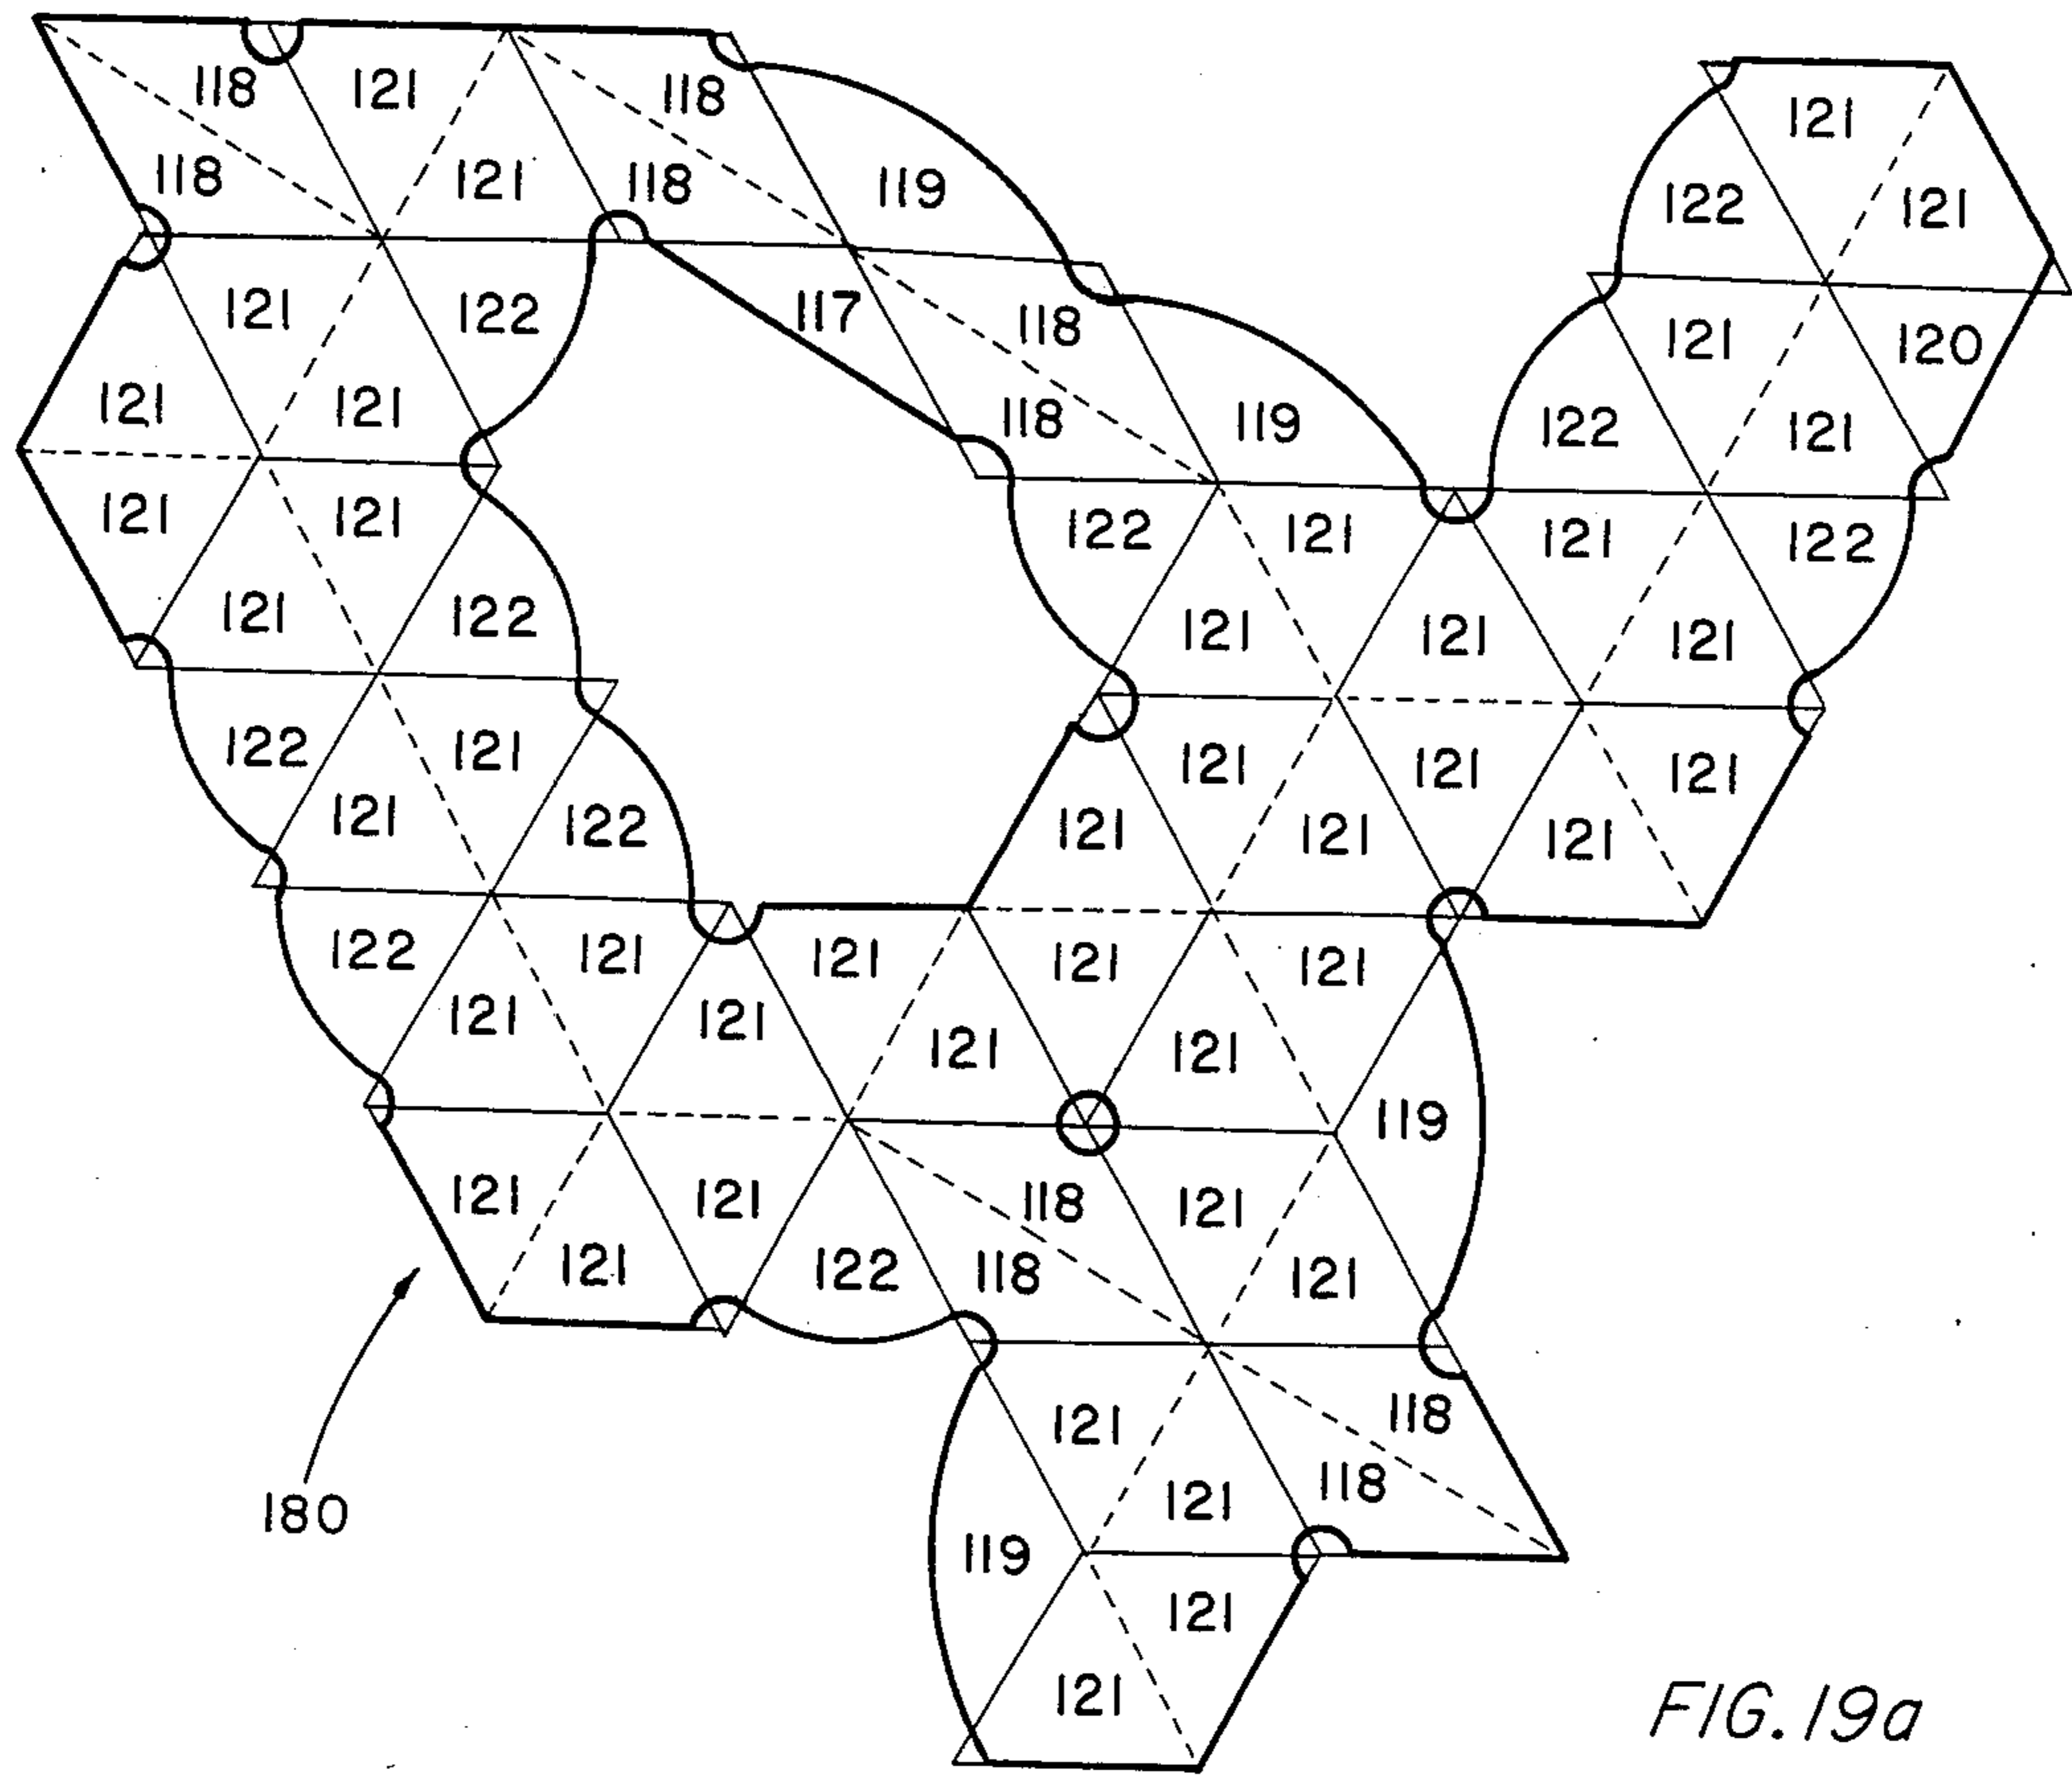 118 121 118 121
118 121 118 119 122 121
121 122 117 118 121 120
121 121 118 119 122 121
121 121 122 121 121 122
121 122 121 121 121
122 121 121 121 121
121 122 121 121 121
122 121 121 121 121
121 121 121 121
119
121 121 118 121
121 122 118 121
121 118
121 118
180
119
121
121
FIG.19a